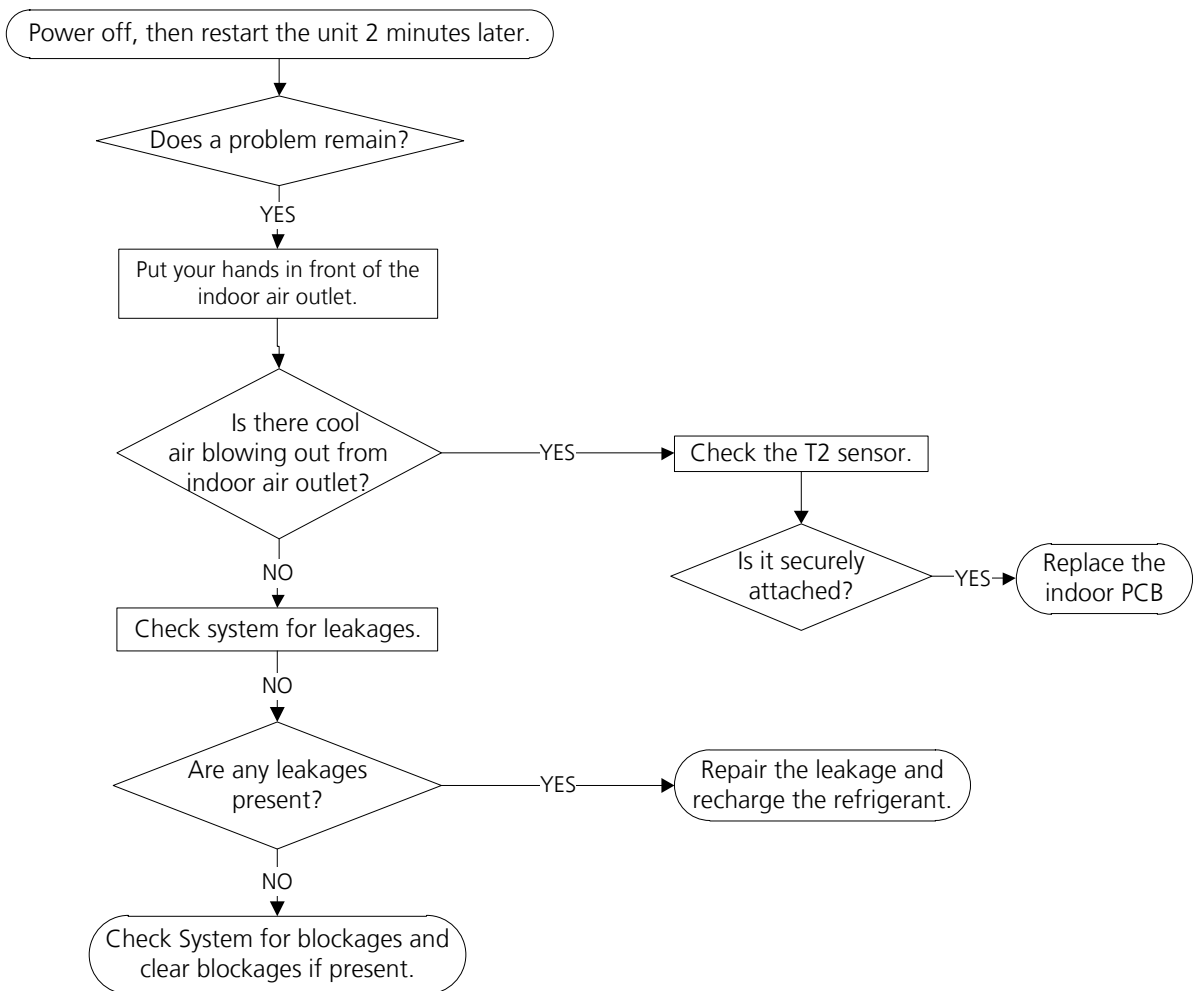 Power off, then restart the unit 2 minutes later.
Does a problem remain?
YES
Put your hands in front of the
indoor air outlet.
Is there cool
air blowing out from
indoor air outlet?
YES
Check the T2 sensor.
Is it securely
attached?
YES
Replace the
indoor PCB
NO
Check system for leakages.
NO
Are any leakages
present?
YES
Repair the leakage and
recharge the refrigerant.
NO
Check System for blockages and
clear blockages if present.